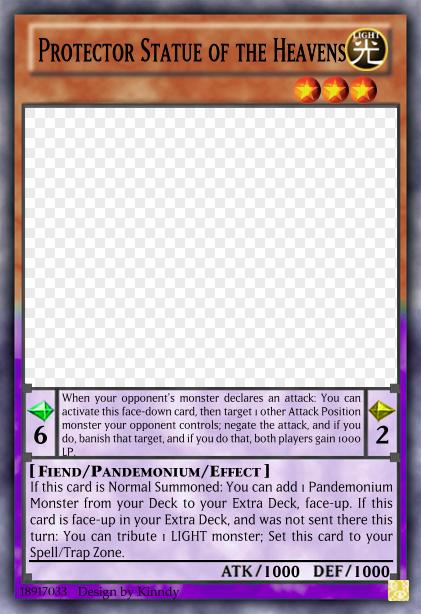 PROTECTOR STATUE OF THE HEAVENS
LIGHT
光
When your opponent's monster declares an attack: You can
activate this face-down card, then target 1 other Attack Position
monster your opponent controls; negate the attack, and if you
do, banish that target, and if you do that, both players gain 1000
LP.
6
2
[ FIEND/PANDEMONIUM/EFFECT ]
If this card is Normal Summoned: You can add 1 Pandemonium
Monster from your Deck to your Extra Deck, face-up. If this
card is face-up in your Extra Deck, and was not sent there this
turn: You can tribute 1 LIGHT monster; Set this card to your
Spell/Trap Zone.
ATK/1000 DEF/1000
18917033 Design by Kinndy